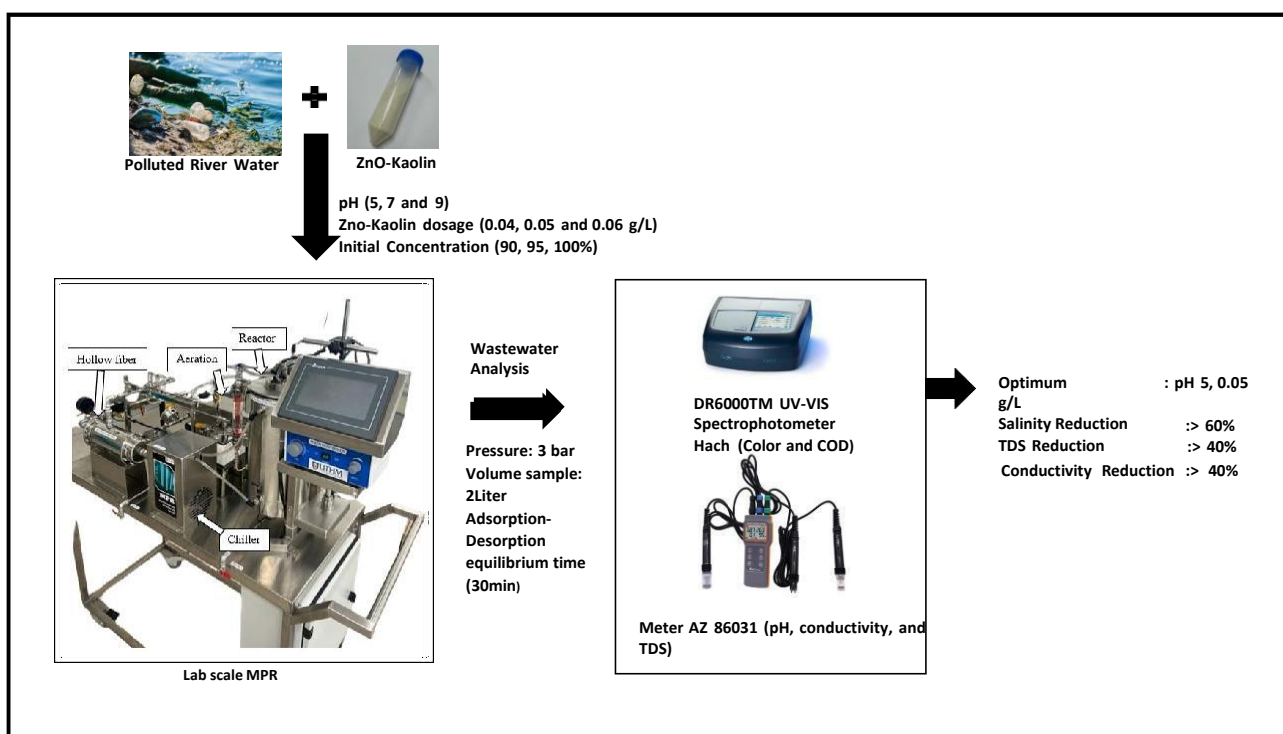 Polluted River Water
ZnO-Kaolin
pH (5, 7 and 9)
Zno-Kaolin dosage (0.04, 0.05 and 0.06 g/L)
Initial Concentration (90, 95, 100%)
Hollow fiber
Aeration
Reactor
Chiller
MPR
UTHM
Lab scale MPR
Wastewater
Analysis
Pressure: 3 bar
Volume sample:
2Liter
Adsorption-
Desorption
equilibrium time
(30min)
DR6000TM UV-VIS
Spectrophotometer
Hach (Color and COD)
Meter AZ 86031 (pH, conductivity, and
TDS)
Optimum : pH 5, 0.05
g/L
Salinity Reduction :> 60%
TDS Reduction :> 40%
Conductivity Reduction :> 40%